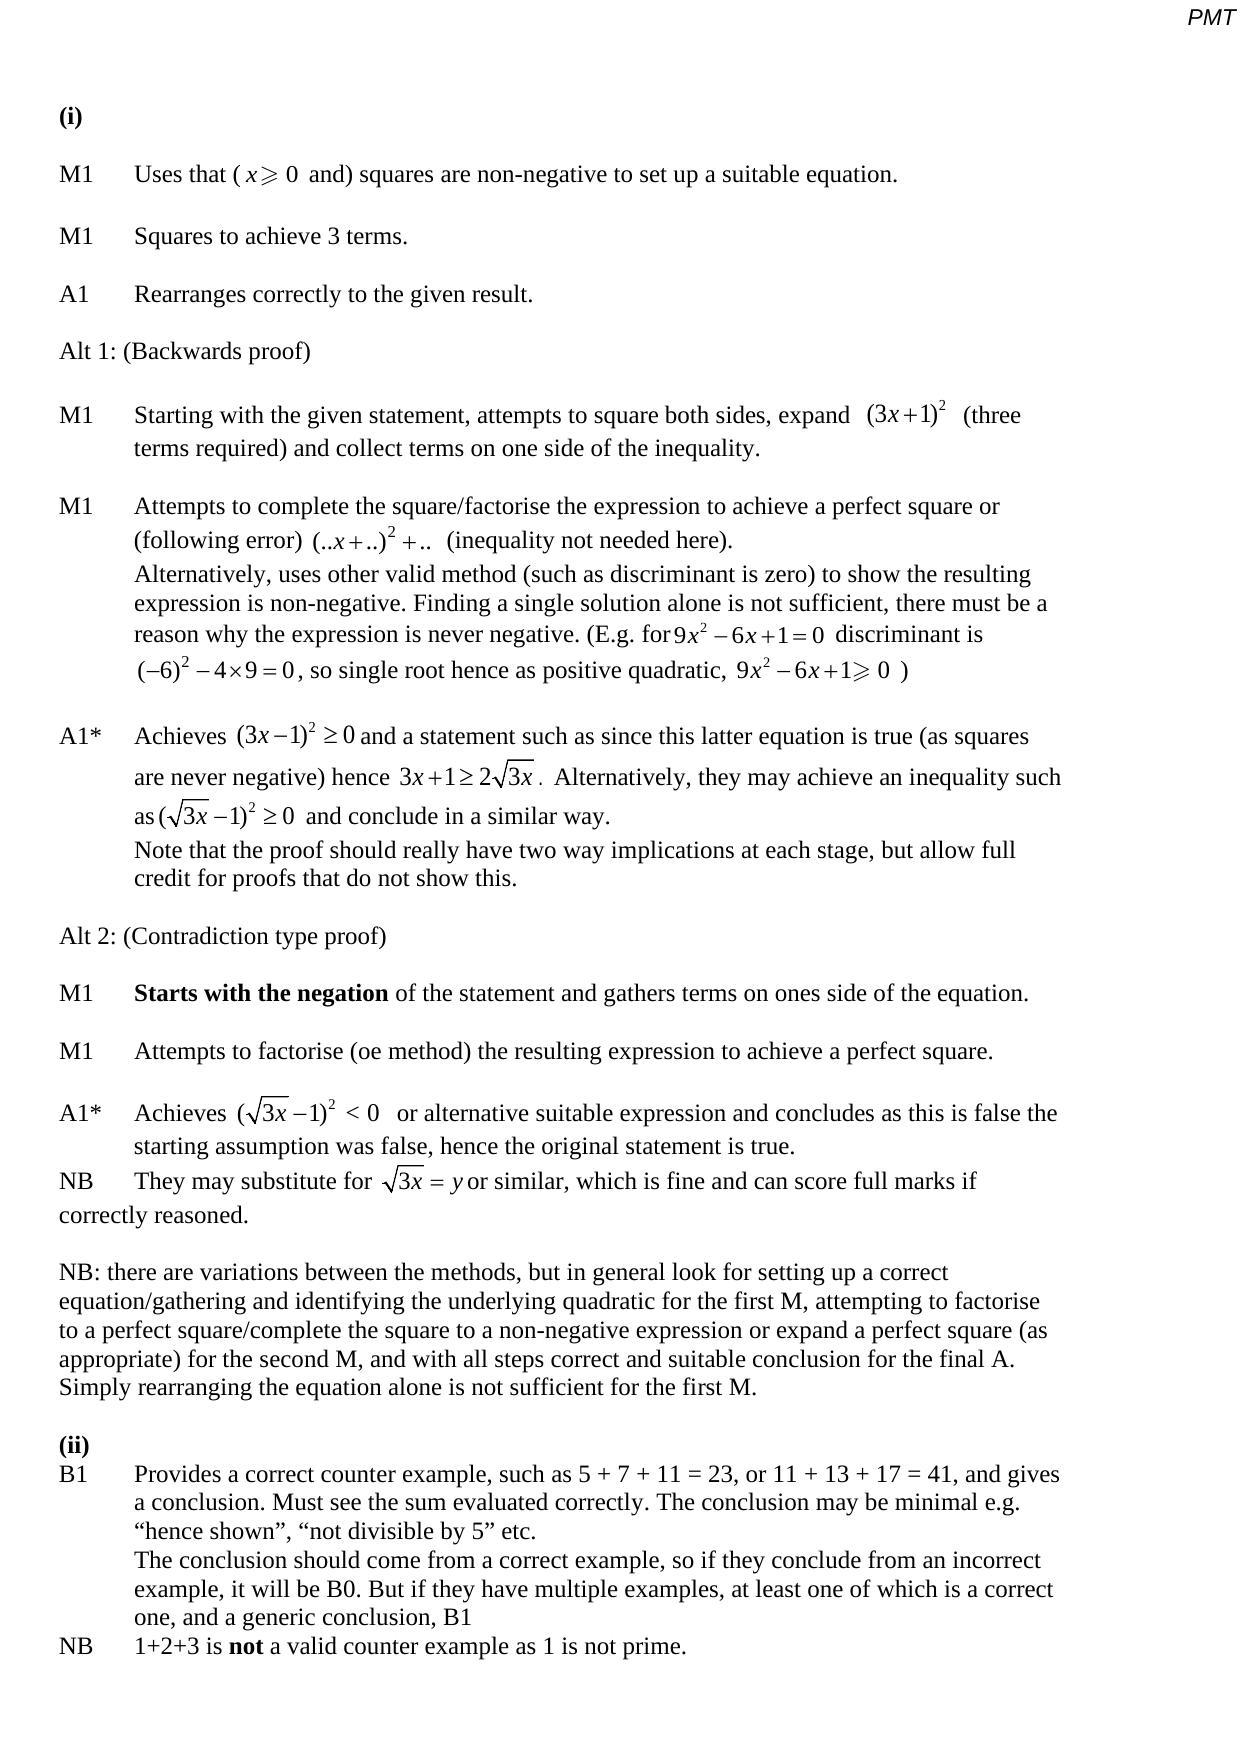 PMT
(i)
M1 Uses that ( x ⩾ 0 and) squares are non-negative to set up a suitable equation.
M1 Squares to achieve 3 terms.
A1 Rearranges correctly to the given result.
Alt 1: (Backwards proof)
M1 Starting with the given statement, attempts to square both sides, expand (3x+1)² (three
terms required) and collect terms on one side of the inequality.
M1 Attempts to complete the square/factorise the expression to achieve a perfect square or
(following error) (..x+..)² +.. (inequality not needed here).
Alternatively, uses other valid method (such as discriminant is zero) to show the resulting
expression is non-negative. Finding a single solution alone is not sufficient, there must be a
reason why the expression is never negative. (E.g. for 9x² − 6x + 1 = 0 discriminant is
(−6)² − 4×9 = 0, so single root hence as positive quadratic, 9x² − 6x + 1 ⩾ 0 )
A1* Achieves (3x−1)² ≥ 0 and a statement such as since this latter equation is true (as squares
are never negative) hence 3x+1 ≥ 2√3x . Alternatively, they may achieve an inequality such
as (√3x −1)² ≥ 0 and conclude in a similar way.
Note that the proof should really have two way implications at each stage, but allow full
credit for proofs that do not show this.
Alt 2: (Contradiction type proof)
M1 Starts with the negation of the statement and gathers terms on ones side of the equation.
M1 Attempts to factorise (oe method) the resulting expression to achieve a perfect square.
A1* Achieves (√3x −1)² < 0 or alternative suitable expression and concludes as this is false the
starting assumption was false, hence the original statement is true.
NB They may substitute for √3x = y or similar, which is fine and can score full marks if
correctly reasoned.
NB: there are variations between the methods, but in general look for setting up a correct
equation/gathering and identifying the underlying quadratic for the first M, attempting to factorise
to a perfect square/complete the square to a non-negative expression or expand a perfect square (as
appropriate) for the second M, and with all steps correct and suitable conclusion for the final A.
Simply rearranging the equation alone is not sufficient for the first M.
(ii)
B1 Provides a correct counter example, such as 5 + 7 + 11 = 23, or 11 + 13 + 17 = 41, and gives
a conclusion. Must see the sum evaluated correctly. The conclusion may be minimal e.g.
“hence shown”, “not divisible by 5” etc.
The conclusion should come from a correct example, so if they conclude from an incorrect
example, it will be B0. But if they have multiple examples, at least one of which is a correct
one, and a generic conclusion, B1
NB 1+2+3 is not a valid counter example as 1 is not prime.